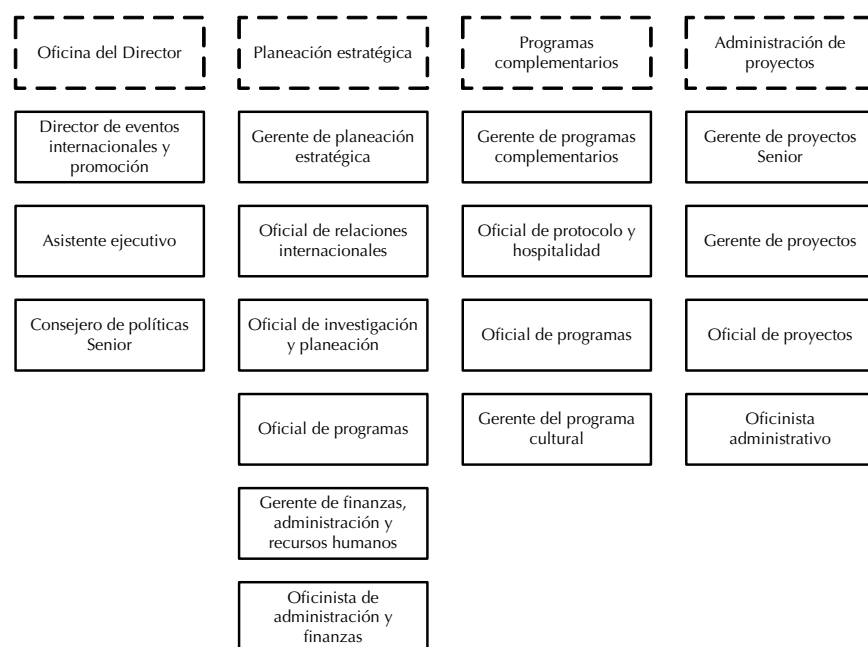 Oficina del Director
Planeación estratégica
Programas
complementarios
Administración de
proyectos
Director de eventos
internacionales y
promoción
Gerente de planeación
estratégica
Gerente de programas
complementarios
Gerente de proyectos
Senior
Asistente ejecutivo
Oficial de relaciones
internacionales
Oficial de protocolo y
hospitalidad
Gerente de proyectos
Consejero de políticas
Senior
Oficial de investigación
y planeación
Oficial de programas
Oficial de proyectos
Oficial de programas
Gerente del programa
cultural
Oficinista
administrativo
Gerente de finanzas,
administración y
recursos humanos
Oficinista de
administración y
finanzas